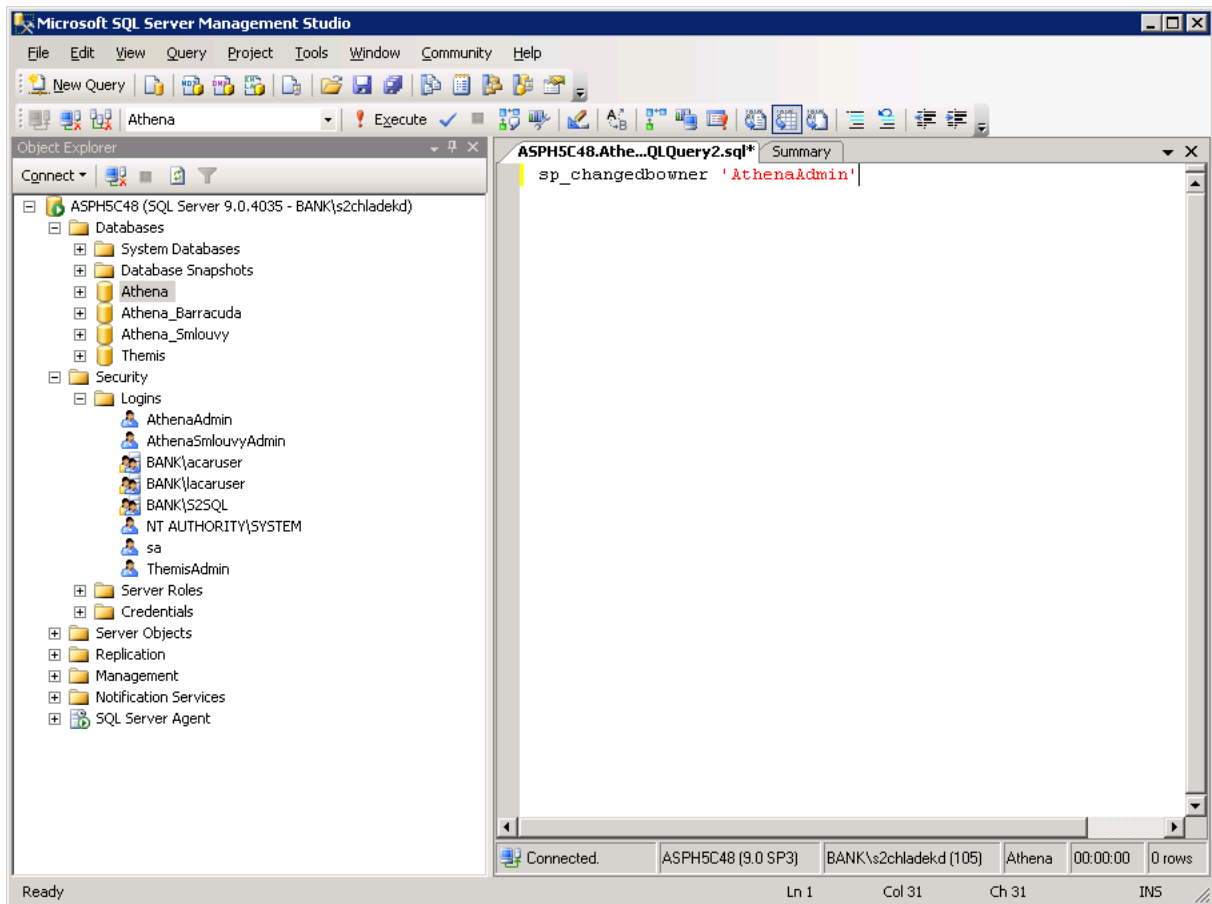 Microsoft SQL Server Management Studio
File Edit View Query Project Tools Window Community Help
New Query
Athena Execute
Object Explorer
Connect
ASPH5C48 (SQL Server 9.0.4035 - BANK\s2chladekd)
Databases
System Databases
Database Snapshots
Athena
Athena_Barracuda
Athena_Smlouvy
Themis
Security
Logins
AthenaAdmin
AthenaSmlouvyAdmin
BANK\acaruser
BANK\lacaruser
BANK\S2SQL
NT AUTHORITY\SYSTEM
sa
ThemisAdmin
Server Roles
Credentials
Server Objects
Replication
Management
Notification Services
SQL Server Agent
ASPH5C48.Athe...QLQuery2.sql* Summary
sp_changedbowner 'AthenaAdmin'
Connected. ASPH5C48 (9.0 SP3) BANK\s2chladekd (105) Athena 00:00:00 0 rows
Ready Ln 1 Col 31 Ch 31 INS